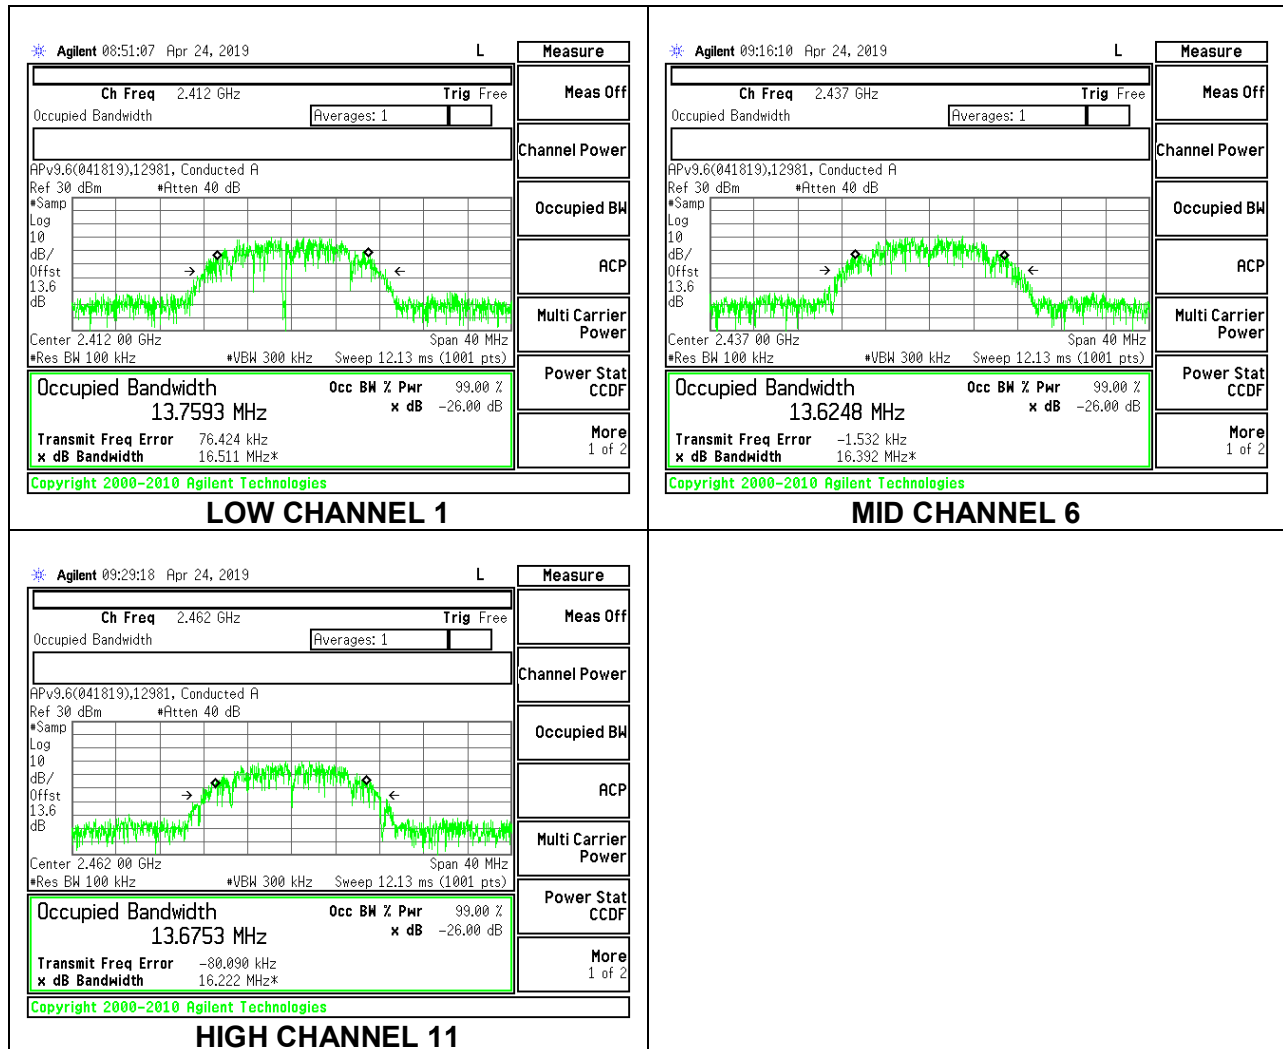 Agilent 08:51:07 Apr 24, 2019 L Measure
Ch Freq 2.412 GHz Trig Free
Occupied Bandwidth Averages: 1
APv9.6(041819),12981, Conducted A
Ref 30 dBm #Atten 40 dB
#Samp
Log
10
dB/
Offst
13.6
dB
Center 2.412 00 GHz Span 40 MHz
#Res BW 100 kHz #VBW 300 kHz Sweep 12.13 ms (1001 pts)
Occupied Bandwidth Occ BW % Pwr 99.00 %
13.7593 MHz x dB -26.00 dB
Transmit Freq Error 76.424 kHz
x dB Bandwidth 16.511 MHz*
Copyright 2000-2010 Agilent Technologies
Meas Off
Channel Power
Occupied BW
ACP
Multi Carrier
Power
Power Stat
CCDF
More
1 of 2
LOW CHANNEL 1
Agilent 09:16:10 Apr 24, 2019 L Measure
Ch Freq 2.437 GHz Trig Free
Occupied Bandwidth Averages: 1
APv9.6(041819),12981, Conducted A
Ref 30 dBm #Atten 40 dB
#Samp
Log
10
dB/
Offst
13.6
dB
Center 2.437 00 GHz Span 40 MHz
#Res BW 100 kHz #VBW 300 kHz Sweep 12.13 ms (1001 pts)
Occupied Bandwidth Occ BW % Pwr 99.00 %
13.6248 MHz x dB -26.00 dB
Transmit Freq Error -1.532 kHz
x dB Bandwidth 16.392 MHz*
Copyright 2000-2010 Agilent Technologies
Meas Off
Channel Power
Occupied BW
ACP
Multi Carrier
Power
Power Stat
CCDF
More
1 of 2
MID CHANNEL 6
Agilent 09:29:18 Apr 24, 2019 L Measure
Ch Freq 2.462 GHz Trig Free
Occupied Bandwidth Averages: 1
APv9.6(041819),12981, Conducted A
Ref 30 dBm #Atten 40 dB
#Samp
Log
10
dB/
Offst
13.6
dB
Center 2.462 00 GHz Span 40 MHz
#Res BW 100 kHz #VBW 300 kHz Sweep 12.13 ms (1001 pts)
Occupied Bandwidth Occ BW % Pwr 99.00 %
13.6753 MHz x dB -26.00 dB
Transmit Freq Error -80.090 kHz
x dB Bandwidth 16.222 MHz*
Copyright 2000-2010 Agilent Technologies
Meas Off
Channel Power
Occupied BW
ACP
Multi Carrier
Power
Power Stat
CCDF
More
1 of 2
HIGH CHANNEL 11